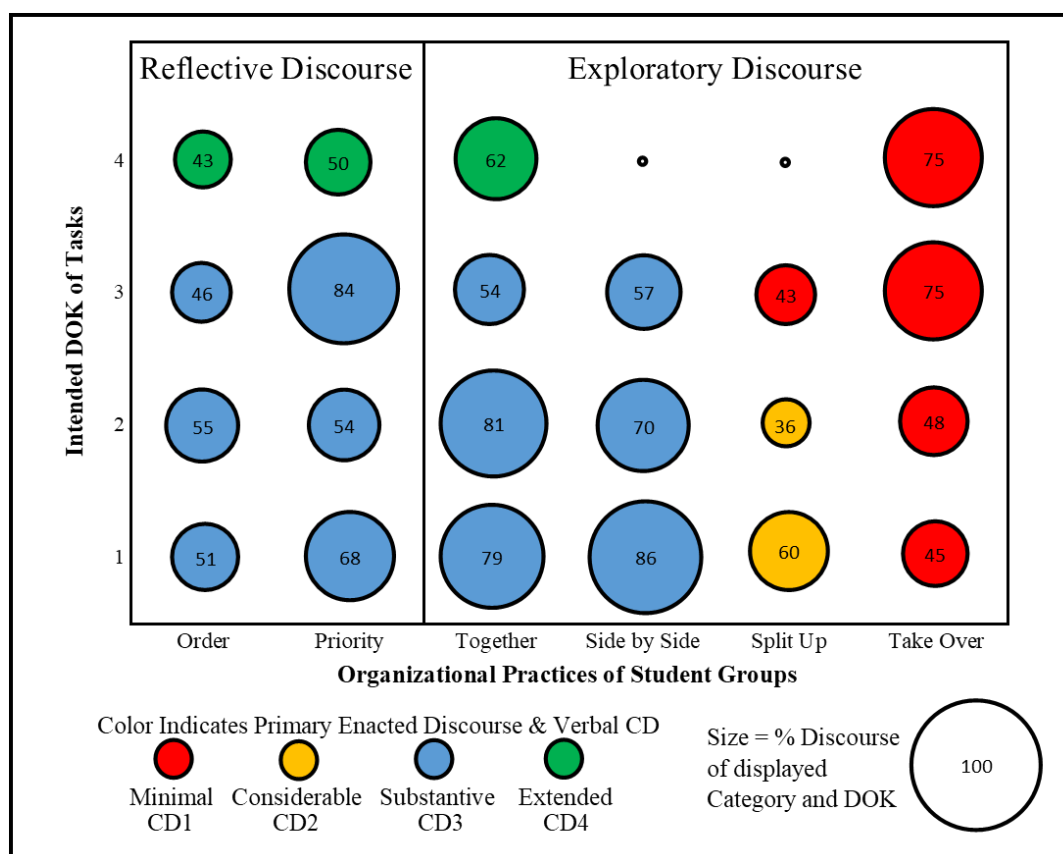 Reflective Discourse
Exploratory Discourse
Intended DOK of Tasks
4
43
50
62
75
3
46
84
54
57
43
75
2
55
54
81
70
36
48
1
51
68
79
86
60
45
Order
Priority
Together
Side by Side
Split Up
Take Over
Organizational Practices of Student Groups
Color Indicates Primary Enacted Discourse & Verbal CD
Minimal
CD1
Considerable
CD2
Substantive
CD3
Extended
CD4
Size = % Discourse
of displayed
Category and DOK
100